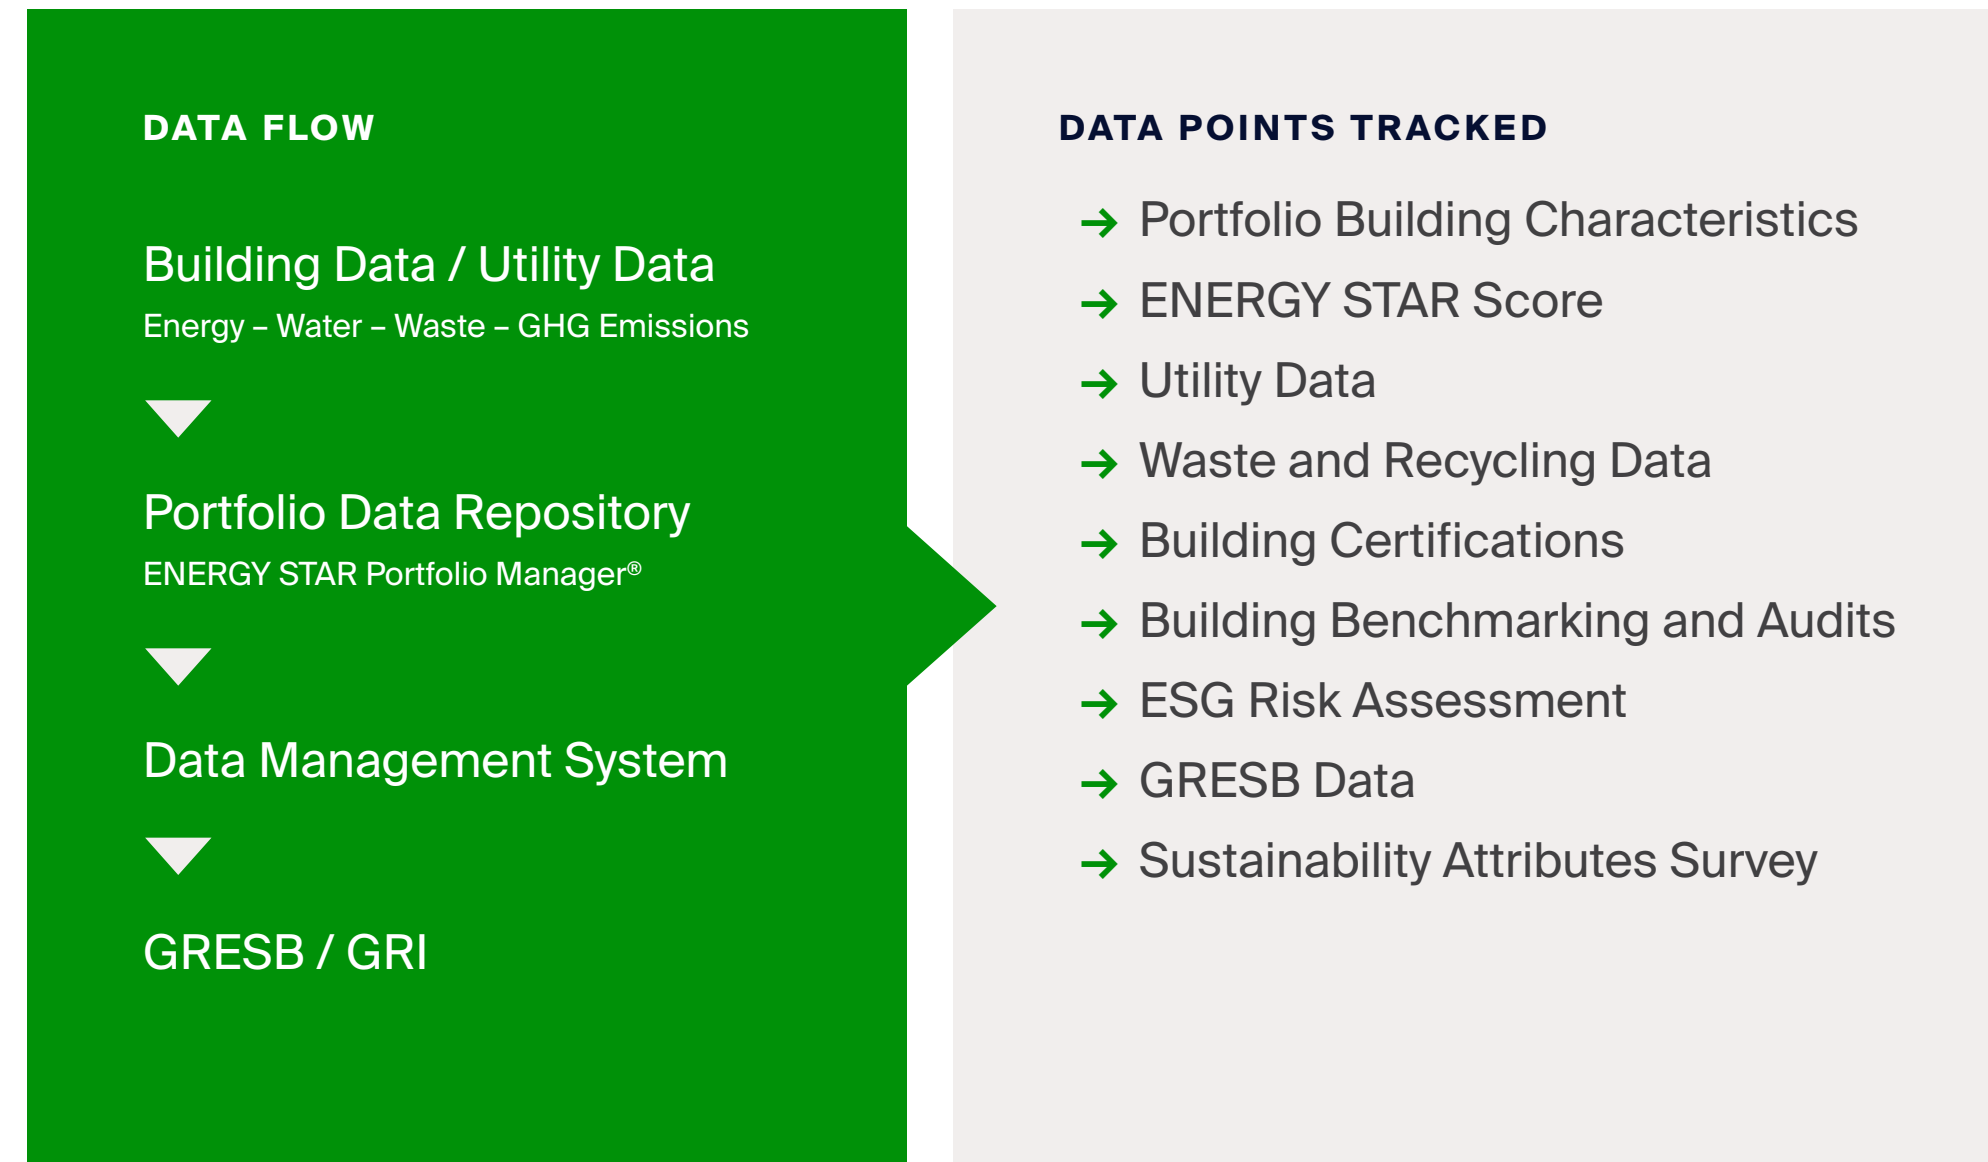 DATA FLOW
Building Data / Utility Data
Energy – Water – Waste – GHG Emissions
Portfolio Data Repository
ENERGY STAR Portfolio Manager®
Data Management System
GRESB / GRI
DATA POINTS TRACKED
Portfolio Building Characteristics
ENERGY STAR Score
Utility Data
Waste and Recycling Data
Building Certifications
Building Benchmarking and Audits
ESG Risk Assessment
GRESB Data
Sustainability Attributes Survey